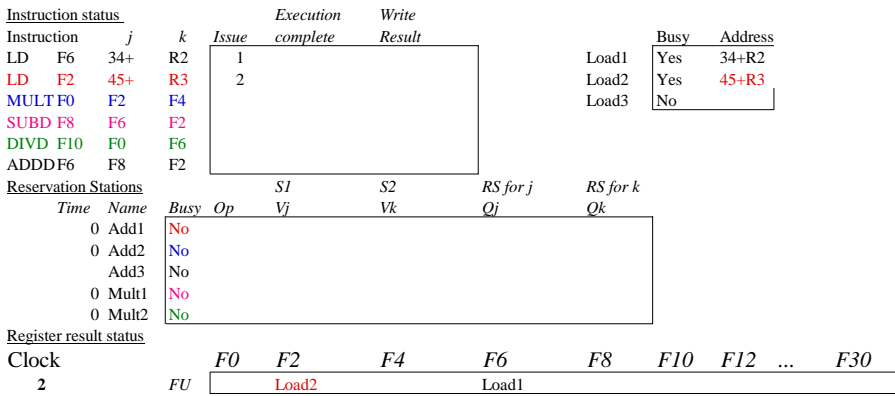 Instruction status Execution Write
Instruction j k Issue complete Result Busy Address
LD F6 34+ R2 1 Load1 Yes 34+R2
LD F2 45+ R3 2 Load2 Yes 45+R3
MULT F0 F2 F4 Load3 No
SUBD F8 F6 F2
DIVD F10 F0 F6
ADDD F6 F8 F2
Reservation Stations S1 S2 RS for j RS for k
Time Name Busy Op Vj Vk Qj Qk
0 Add1 No
0 Add2 No
Add3 No
0 Mult1 No
0 Mult2 No
Register result status
Clock F0 F2 F4 F6 F8 F10 F12 ... F30
2 FU Load2 Load1